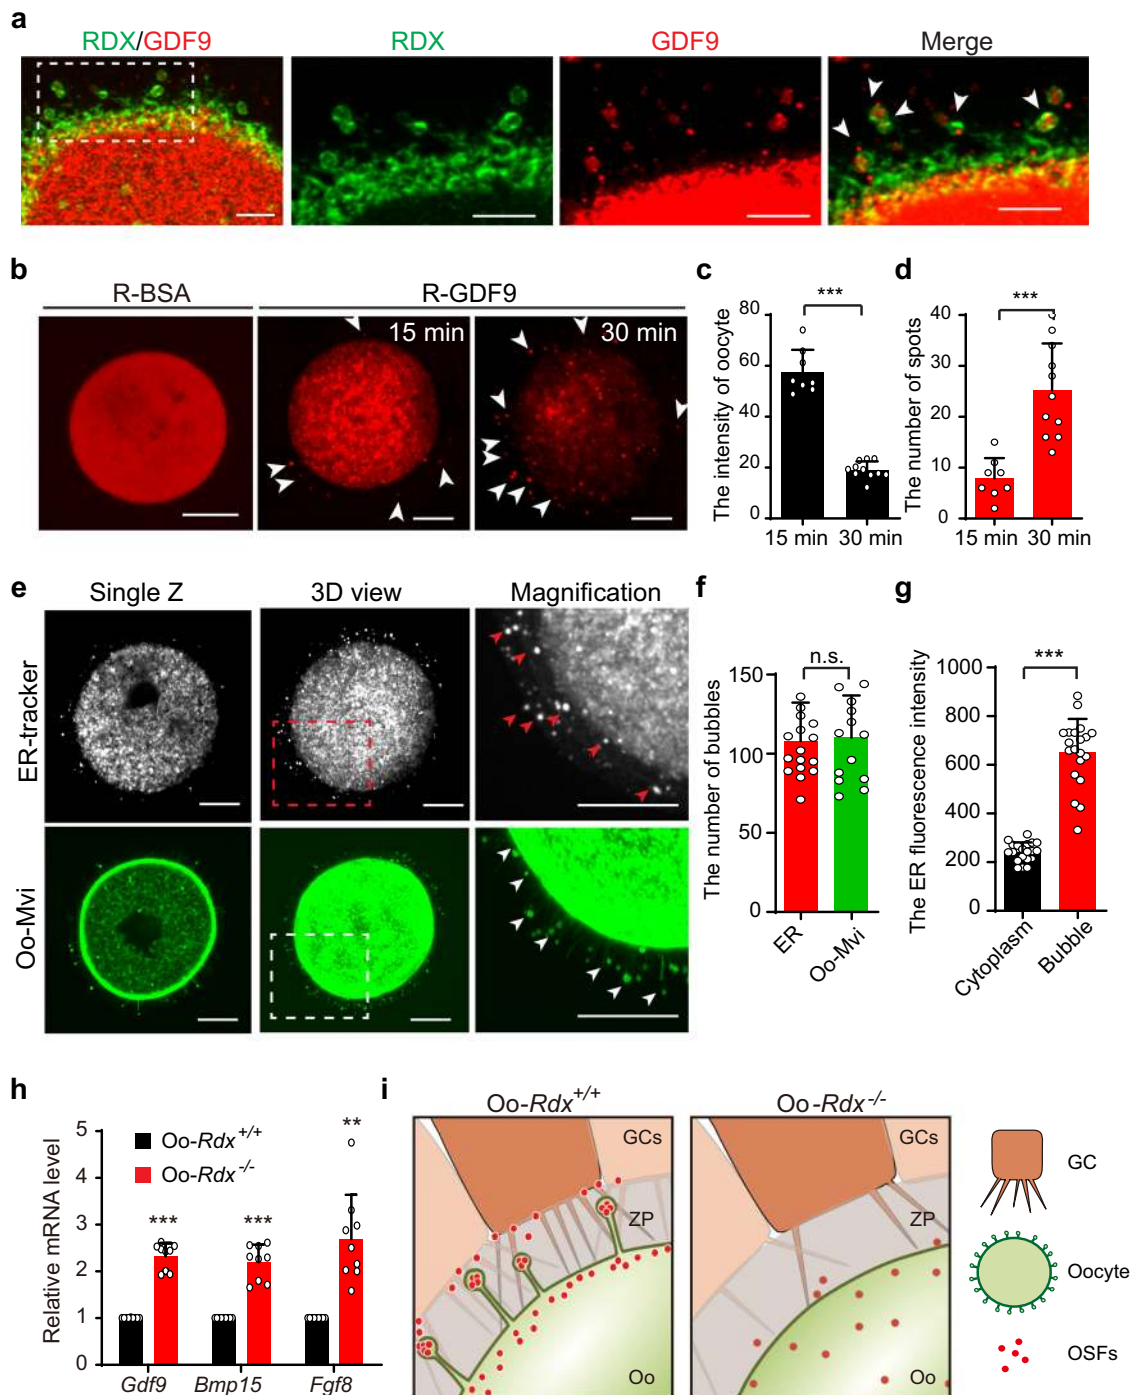 a
RDX/GDF9
RDX
GDF9
Merge
b
R-BSA
R-GDF9
15 min
30 min
c
The intensity of oocyte
80
60
40
20
0
***
15 min
30 min
d
The number of spots
40
30
20
10
0
***
15 min
30 min
e
Single Z
3D view
Magnification
ER-tracker
Oo-Mvi
f
The number of bubbles
150
100
50
0
n.s.
ER
Oo-Mvi
g
The ER fluorescence intensity
1000
800
600
400
200
0
***
Cytoplasm
Bubble
h
Relative mRNA level
5
4
3
2
1
0
Oo-Rdx+/+
Oo-Rdx-/-
***
***
**
Gdf9
Bmp15
Fgf8
i
Oo-Rdx+/+
Oo-Rdx-/-
GCs
ZP
Oo
GCs
ZP
Oo
GC
Oocyte
OSFs